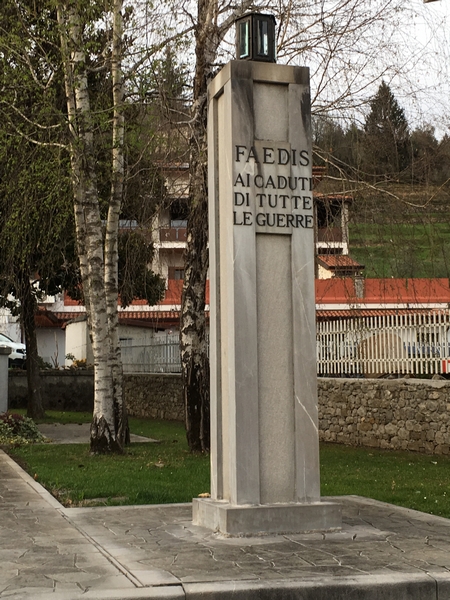 FAEDIS
AI CADUTI
DI TUTTE
LE GUERRE